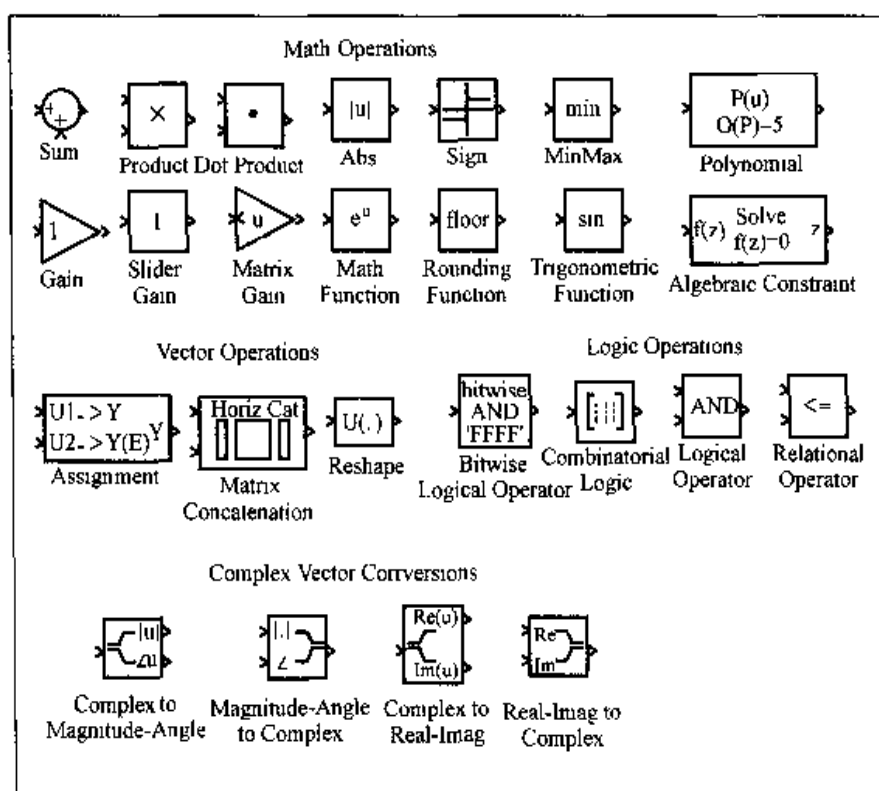 Math Operations
+
+
Sum
×
Product
•
Dot Product
|u|
Abs
Sign
min
MinMax
P(u)
O(P)=5
Polynomial
1
Gain
1
Slider
Gain
u
Matrix
Gain
e^u
Math
Function
floor
Rounding
Function
sin
Trigonometric
Function
f(z) Solve f(z)=0 z
Algebraic Constraint
Vector Operations
U1->Y
U2->Y(E) Y
Assignment
Horiz Cat
Matrix
Concatenation
U(.)
Reshape
Logic Operations
bitwise
AND
'FFFF'
Bitwise
Logical Operator
Combinatorial
Logic
AND
Logical
Operator
<=
Relational
Operator
Complex Vector Conversions
|u|
∠u
Complex to
Magnitude-Angle
|.|
∠
Magnitude-Angle
to Complex
Re(u)
Im(u)
Complex to
Real-Imag
Re
Im
Real-Imag to
Complex